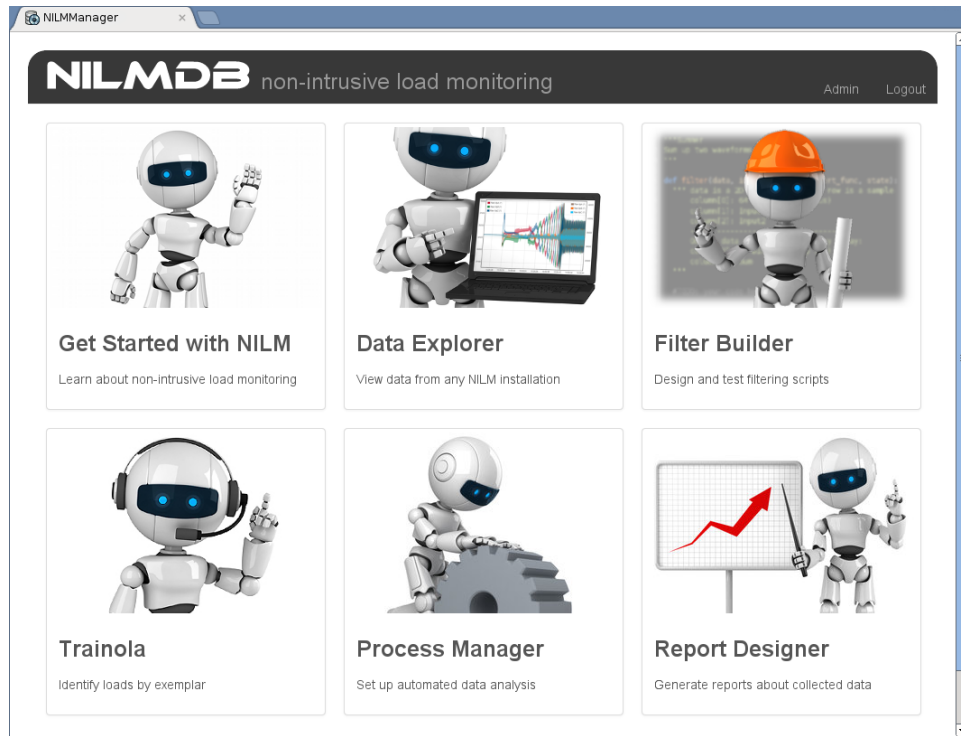 NILMManager
NILMDB non-intrusive load monitoring
Admin Logout
Get Started with NILM
Learn about non-intrusive load monitoring
Data Explorer
View data from any NILM installation
Filter Builder
Design and test filtering scripts
Trainola
Identify loads by exemplar
Process Manager
Set up automated data analysis
Report Designer
Generate reports about collected data